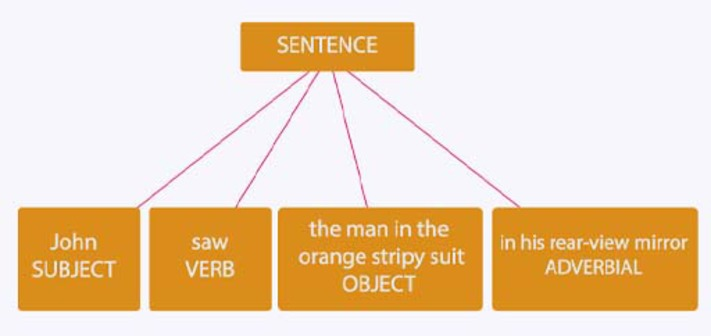 SENTENCE
John
SUBJECT
saw
VERB
the man in the
orange stripy suit
OBJECT
in his rear-view mirror
ADVERBIAL